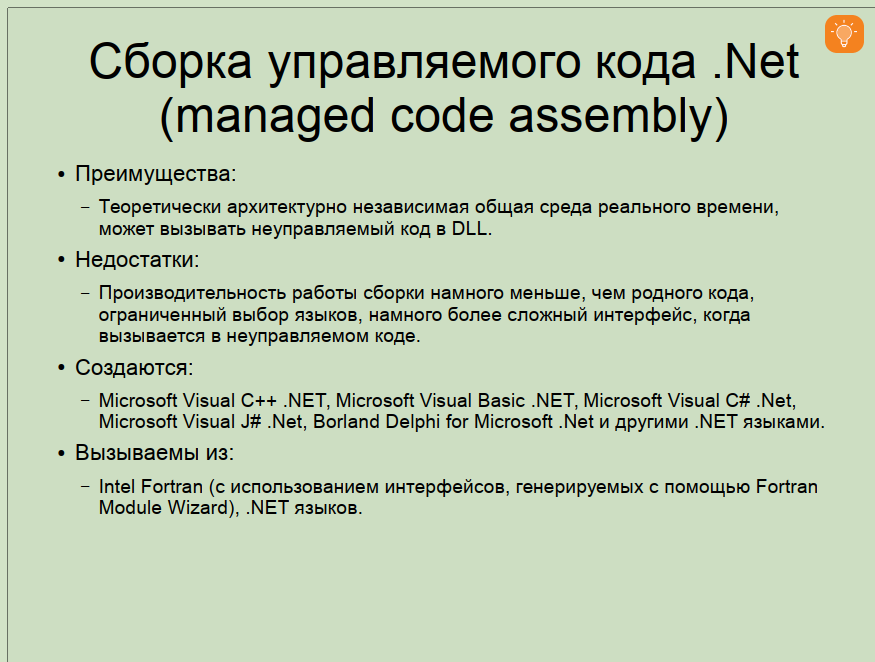 Сборка управляемого кода .Net
(managed code assembly)
• Преимущества:
– Теоретически архитектурно независимая общая среда реального времени,
может вызывать неуправляемый код в DLL.
• Недостатки:
– Производительность работы сборки намного меньше, чем родного кода,
ограниченный выбор языков, намного более сложный интерфейс, когда
вызывается в неуправляемом коде.
• Создаются:
– Microsoft Visual C++ .NET, Microsoft Visual Basic .NET, Microsoft Visual C# .Net,
Microsoft Visual J# .Net, Borland Delphi for Microsoft .Net и другими .NET языками.
• Вызываемы из:
– Intel Fortran (с использованием интерфейсов, генерируемых с помощью Fortran
Module Wizard), .NET языков.